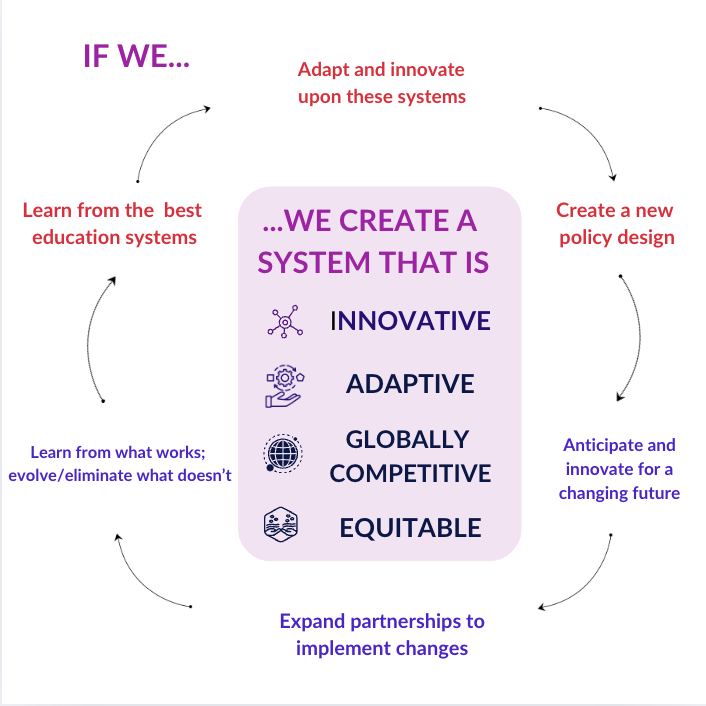 IF WE...
Adapt and innovate
upon these systems
Learn from the best
education systems
Create a new
policy design
...WE CREATE A
SYSTEM THAT IS
INNOVATIVE
ADAPTIVE
GLOBALLY
COMPETITIVE
EQUITABLE
Learn from what works;
evolve/eliminate what doesn't
Anticipate and
innovate for a
changing future
Expand partnerships to
implement changes